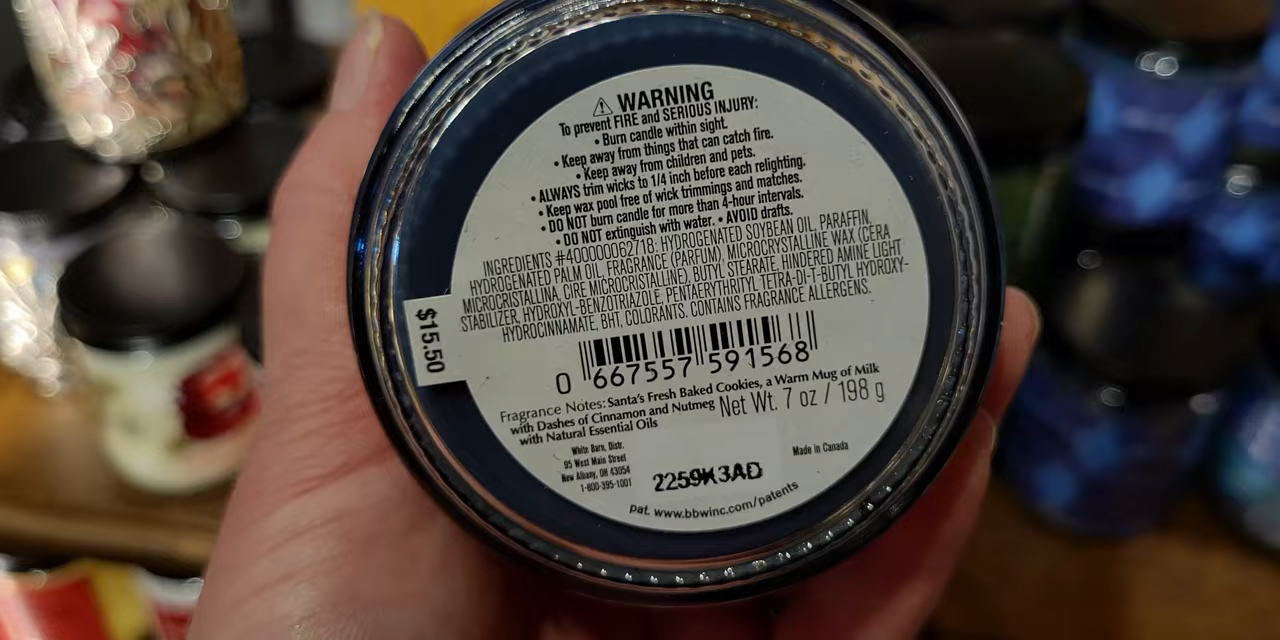 ⚠ WARNING
To prevent FIRE and SERIOUS INJURY:
• Burn candle within sight.
• Keep away from things that can catch fire.
• Keep away from children and pets.
• ALWAYS trim wicks to 1/4 inch before each relighting.
• Keep wax pool free of wick trimmings and matches.
• DO NOT burn candle for more than 4-hour intervals.
• DO NOT extinguish with water. • AVOID drafts.
INGREDIENTS #400000062718: HYDROGENATED SOYBEAN OIL, PARAFFIN,
HYDROGENATED PALM OIL, FRAGRANCE (PARFUM), MICROCRYSTALLINE WAX (CERA
MICROCRISTALLINA, CIRE MICROCRISTALLINE), BUTYL STEARATE, HINDERED AMINE LIGHT
STABILIZER, HYDROXYL-BENZOTRIAZOLE, PENTAERYTHRITYL TETRA-DI-T-BUTYL HYDROXY-
HYDROCINNAMATE, BHT, COLORANTS. CONTAINS FRAGRANCE ALLERGENS.
$15.50
0 667557 591568
Fragrance Notes: Santa's Fresh Baked Cookies, a Warm Mug of Milk
with Dashes of Cinnamon and Nutmeg
with Natural Essential Oils
Net Wt. 7 oz / 198 g
White Barn, Distr.
95 West Main Street
New Albany, OH 43054
1-800-395-1001
2259K3AD
Made in Canada
pat. www.bbwinc.com/patents